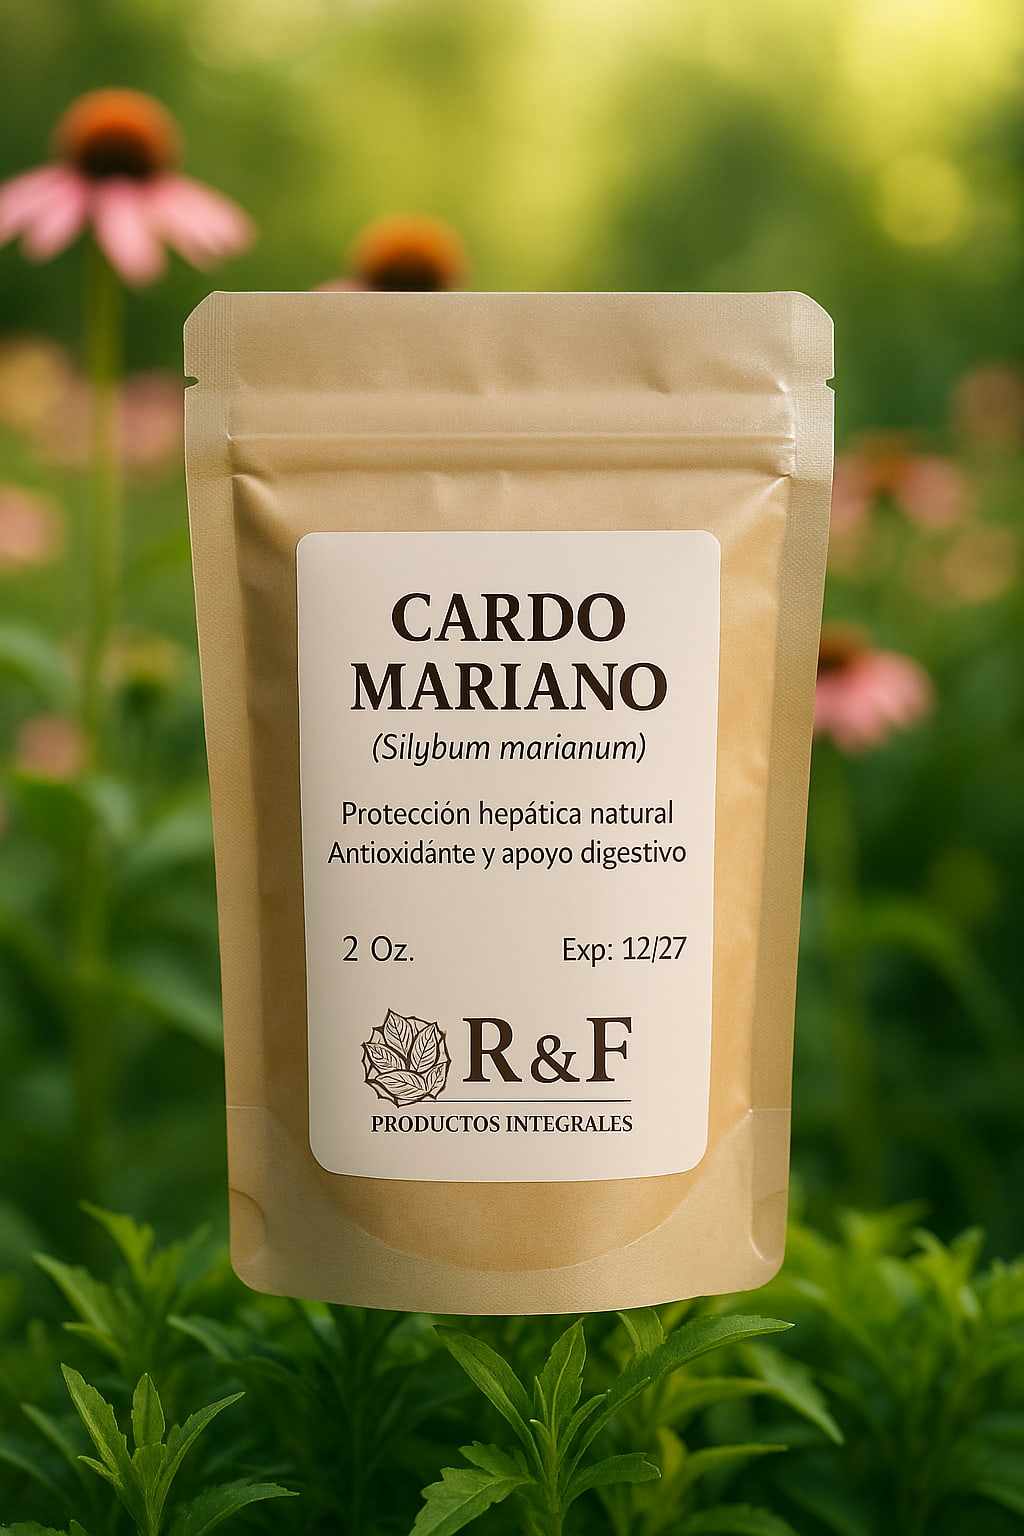 CARDO
MARIANO
(Silybum marianum)
Protección hepática natural
Antioxidánte y apoyo digestivo
2 Oz.
Exp: 12/27
R&F
PRODUCTOS INTEGRALES